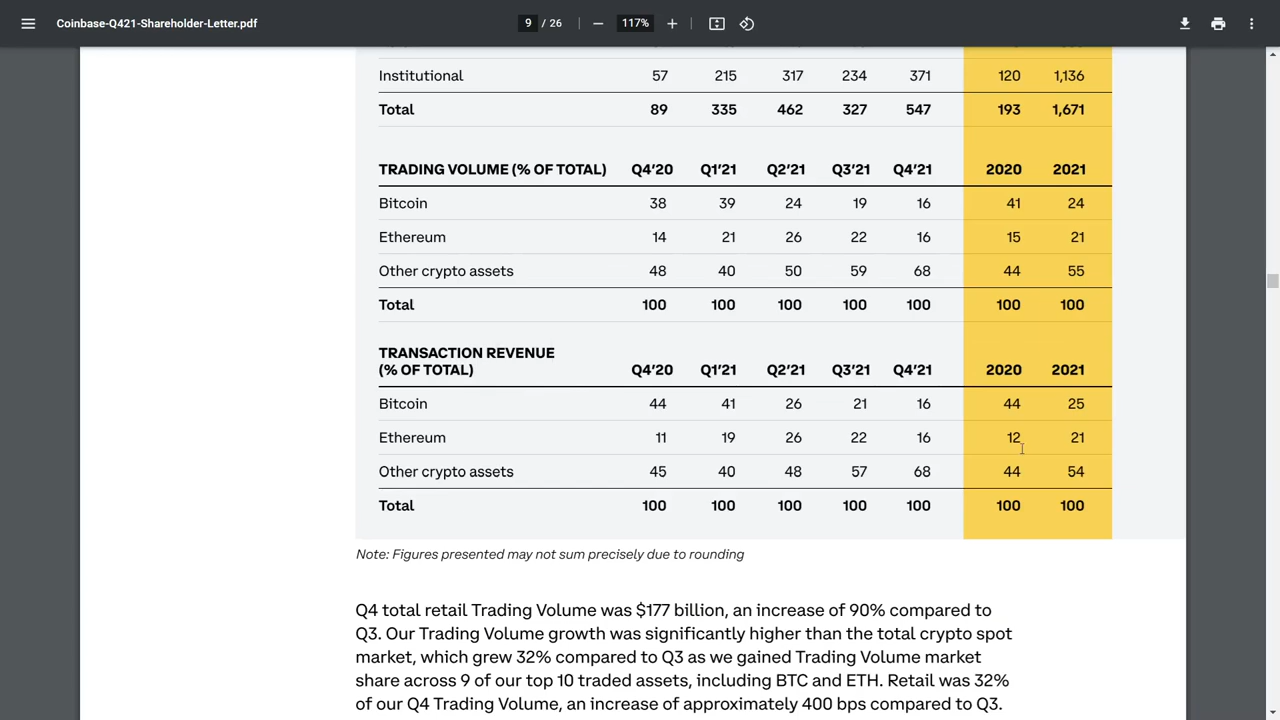 Coinbase-Q421-Shareholder-Letter.pdf 9 / 26 117%
Institutional 57 215 317 234 371 120 1,136
Total 89 335 462 327 547 193 1,671
TRADING VOLUME (% OF TOTAL) Q4'20 Q1'21 Q2'21 Q3'21 Q4'21 2020 2021
Bitcoin 38 39 24 19 16 41 24
Ethereum 14 21 26 22 16 15 21
Other crypto assets 48 40 50 59 68 44 55
Total 100 100 100 100 100 100 100
TRANSACTION REVENUE
(% OF TOTAL) Q4'20 Q1'21 Q2'21 Q3'21 Q4'21 2020 2021
Bitcoin 44 41 26 21 16 44 25
Ethereum 11 19 26 22 16 12 21
Other crypto assets 45 40 48 57 68 44 54
Total 100 100 100 100 100 100 100
Note: Figures presented may not sum precisely due to rounding
Q4 total retail Trading Volume was $177 billion, an increase of 90% compared to
Q3. Our Trading Volume growth was significantly higher than the total crypto spot
market, which grew 32% compared to Q3 as we gained Trading Volume market
share across 9 of our top 10 traded assets, including BTC and ETH. Retail was 32%
of our Q4 Trading Volume, an increase of approximately 400 bps compared to Q3.